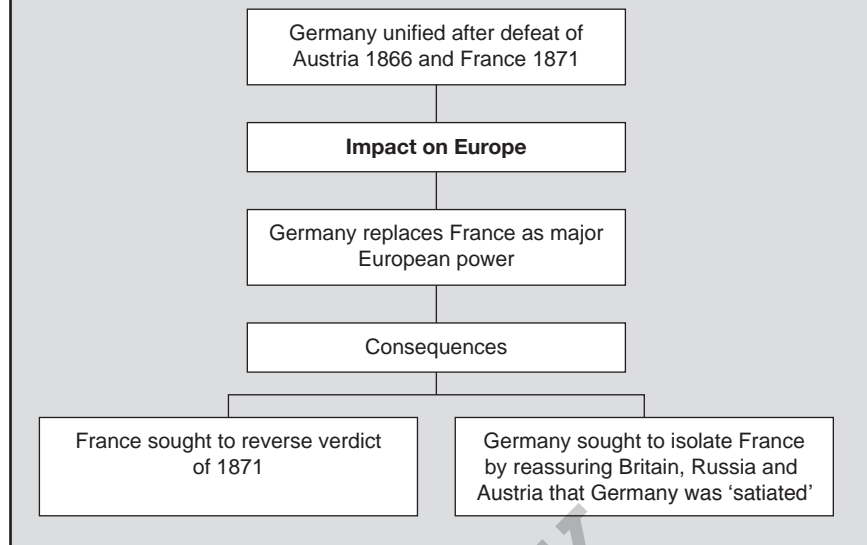 Germany unified after defeat of
Austria 1866 and France 1871
Impact on Europe
Germany replaces France as major
European power
Consequences
France sought to reverse verdict
of 1871
Germany sought to isolate France
by reassuring Britain, Russia and
Austria that Germany was ‘satiated’